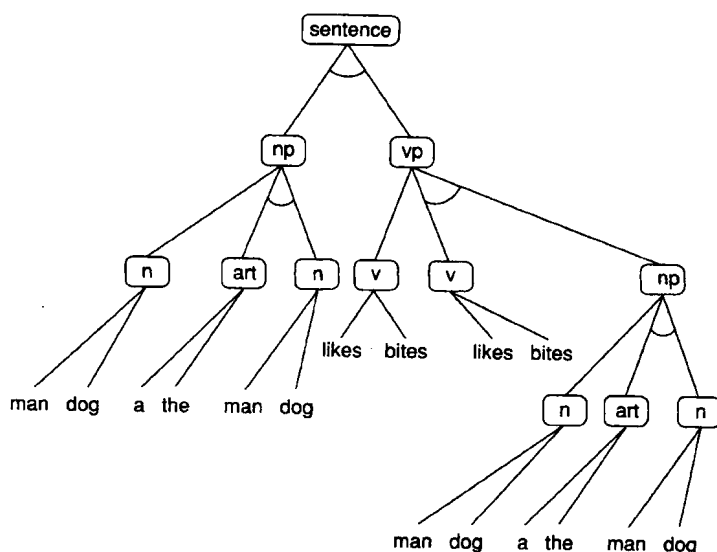 sentence
np vp
n art n v v np
likes bites likes bites
man dog a the man dog n art n
man dog a the man dog